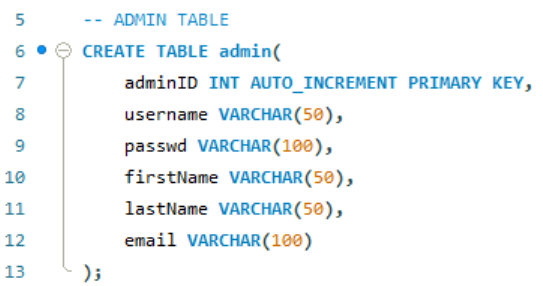 5 -- ADMIN TABLE
6 CREATE TABLE admin(
7 adminID INT AUTO_INCREMENT PRIMARY KEY,
8 username VARCHAR(50),
9 passwd VARCHAR(100),
10 firstName VARCHAR(50),
11 lastName VARCHAR(50),
12 email VARCHAR(100)
13 );